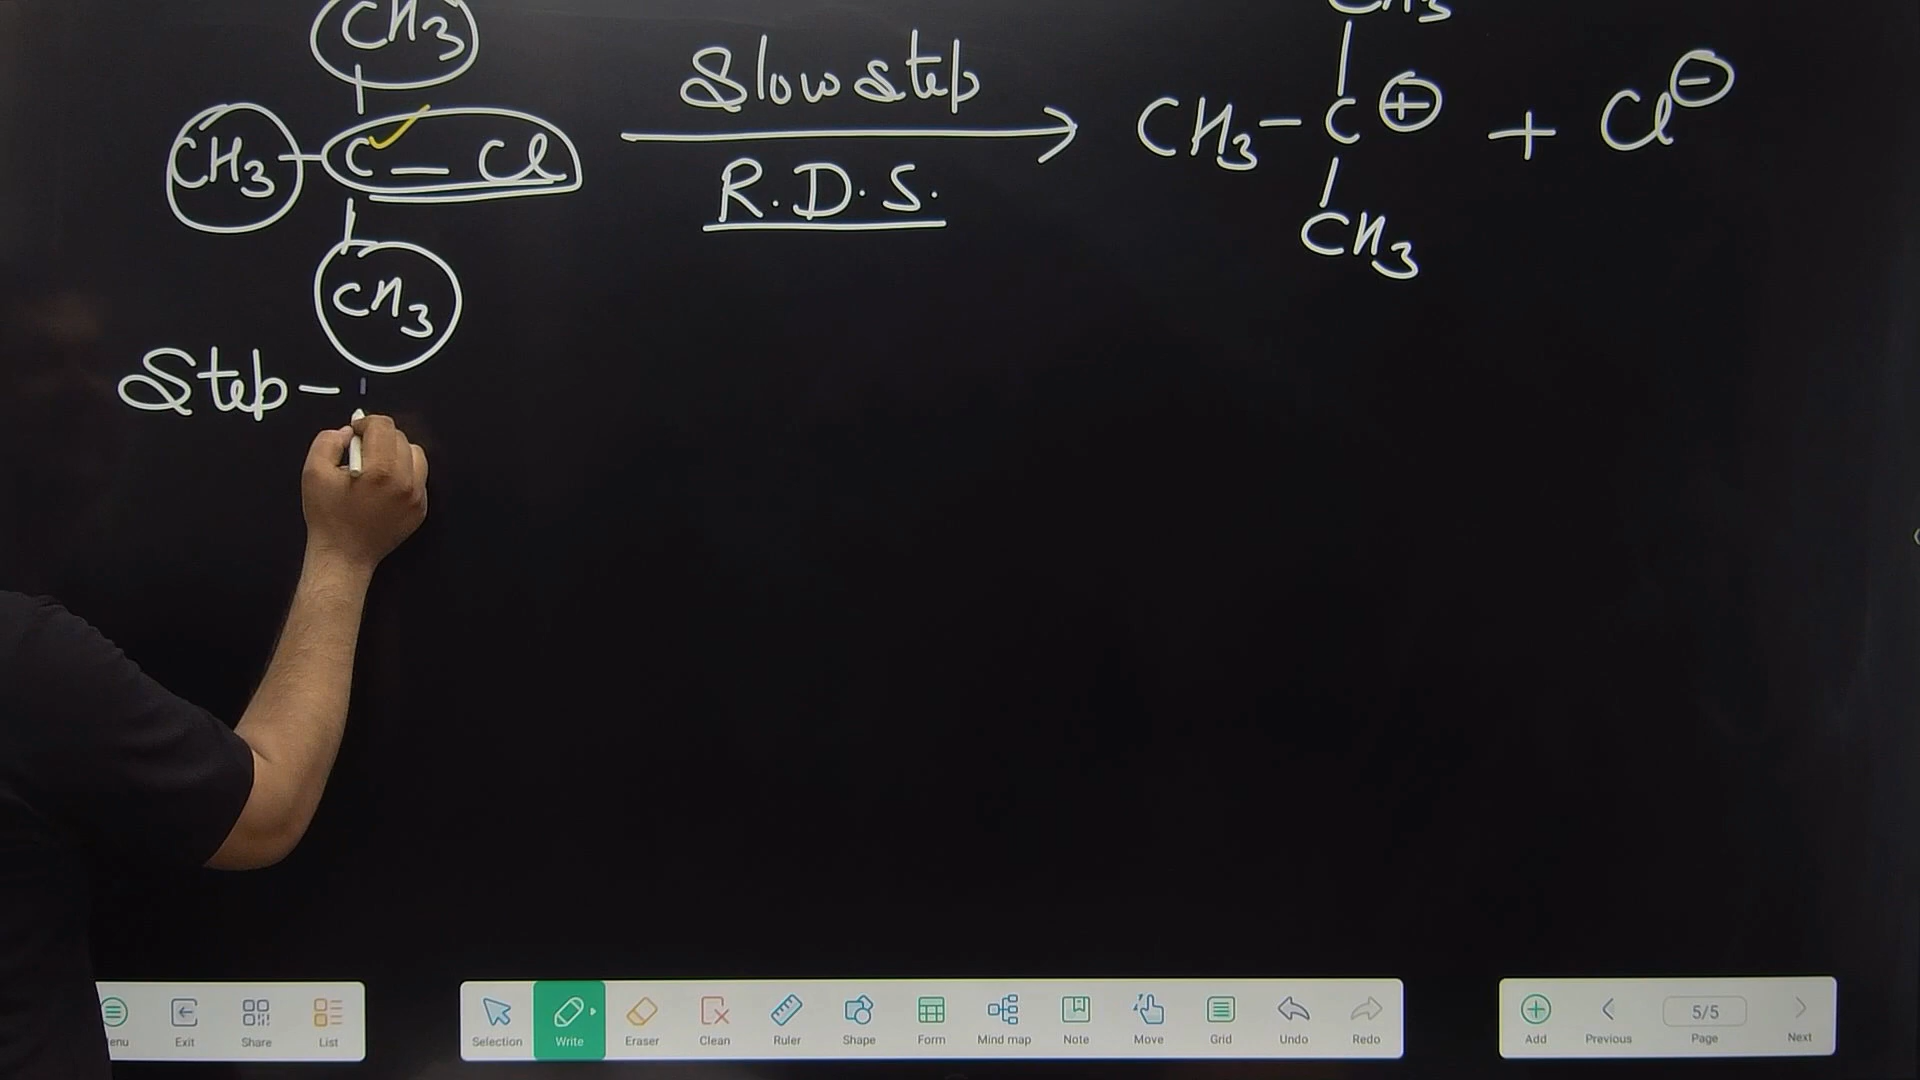 CH3
CH3-C-Cl
CH3
Slow step
R.D.S.
CH3
CH3-C⊕ + Cl⊖
CH3
Step-
Exit
Share
List
Selection
Write
Eraser
Clean
Ruler
Shape
Form
Mind map
Note
Move
Grid
Undo
Redo
Add
Previous
5/5
Page
Next